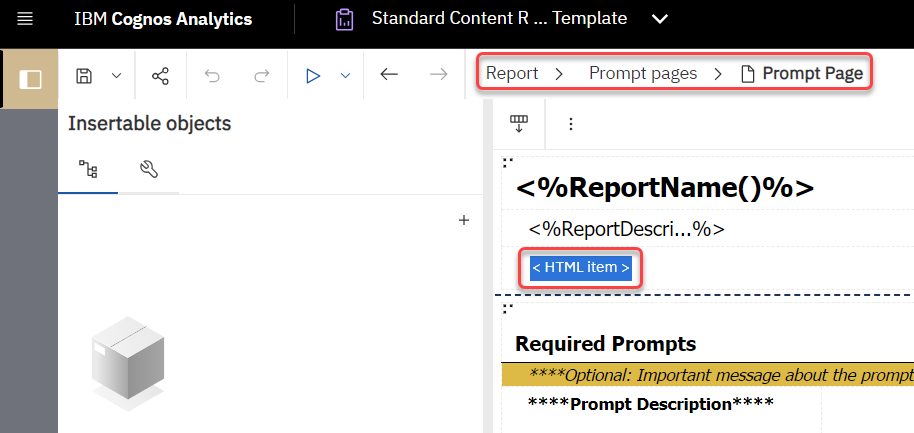 IBM Cognos Analytics
Standard Content R ... Template
Report > Prompt pages > Prompt Page
Insertable objects
<%ReportName()%>
<%ReportDescri...%>
< HTML item >
Required Prompts
****Optional: Important message about the prompt
****Prompt Description****